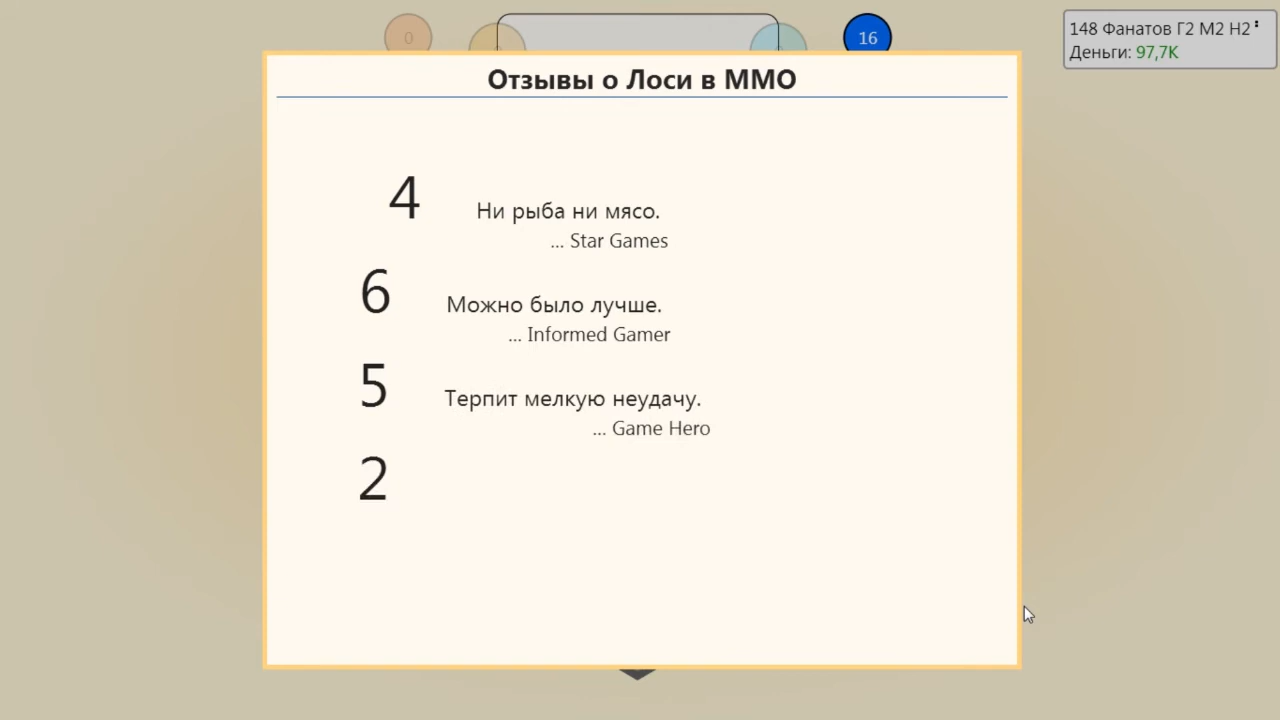 0
16
148 Фанатов Г2 М2 Н2
Деньги: 97,7К
Отзывы о Лоси в ММО
4
Ни рыба ни мясо.
... Star Games
6
Можно было лучше.
... Informed Gamer
5
Терпит мелкую неудачу.
... Game Hero
2